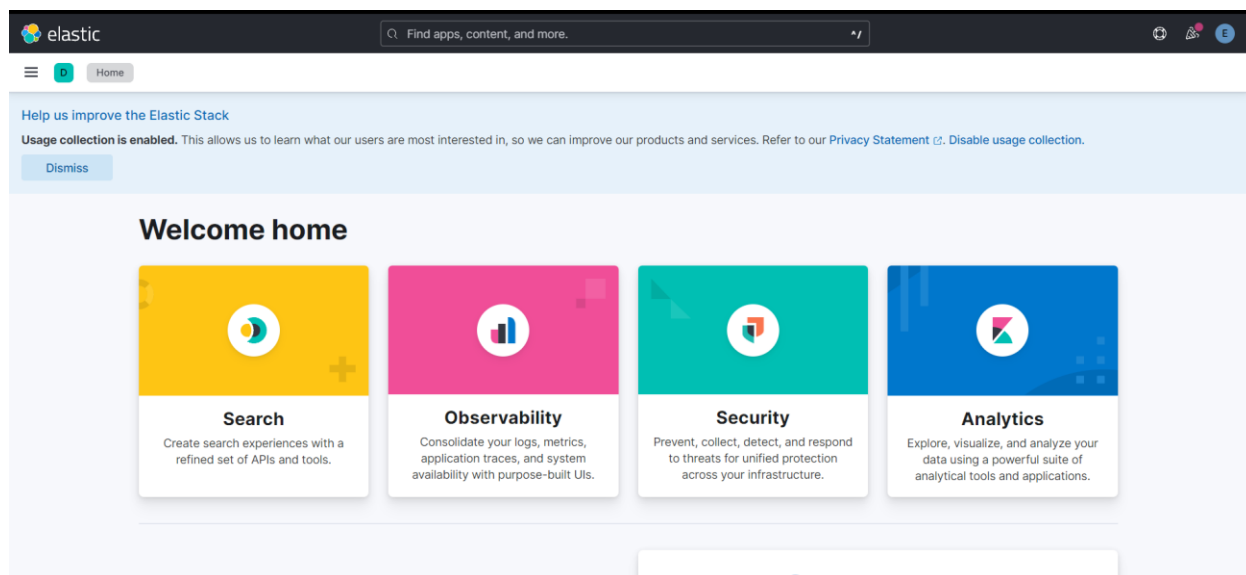 elastic
Find apps, content, and more.
^/
E
D
Home
Help us improve the Elastic Stack
Usage collection is enabled. This allows us to learn what our users are most interested in, so we can improve our products and services. Refer to our Privacy Statement. Disable usage collection.
Dismiss
Welcome home
Search
Create search experiences with a
refined set of APIs and tools.
Observability
Consolidate your logs, metrics,
application traces, and system
availability with purpose-built UIs.
Security
Prevent, collect, detect, and respond
to threats for unified protection
across your infrastructure.
Analytics
Explore, visualize, and analyze your
data using a powerful suite of
analytical tools and applications.